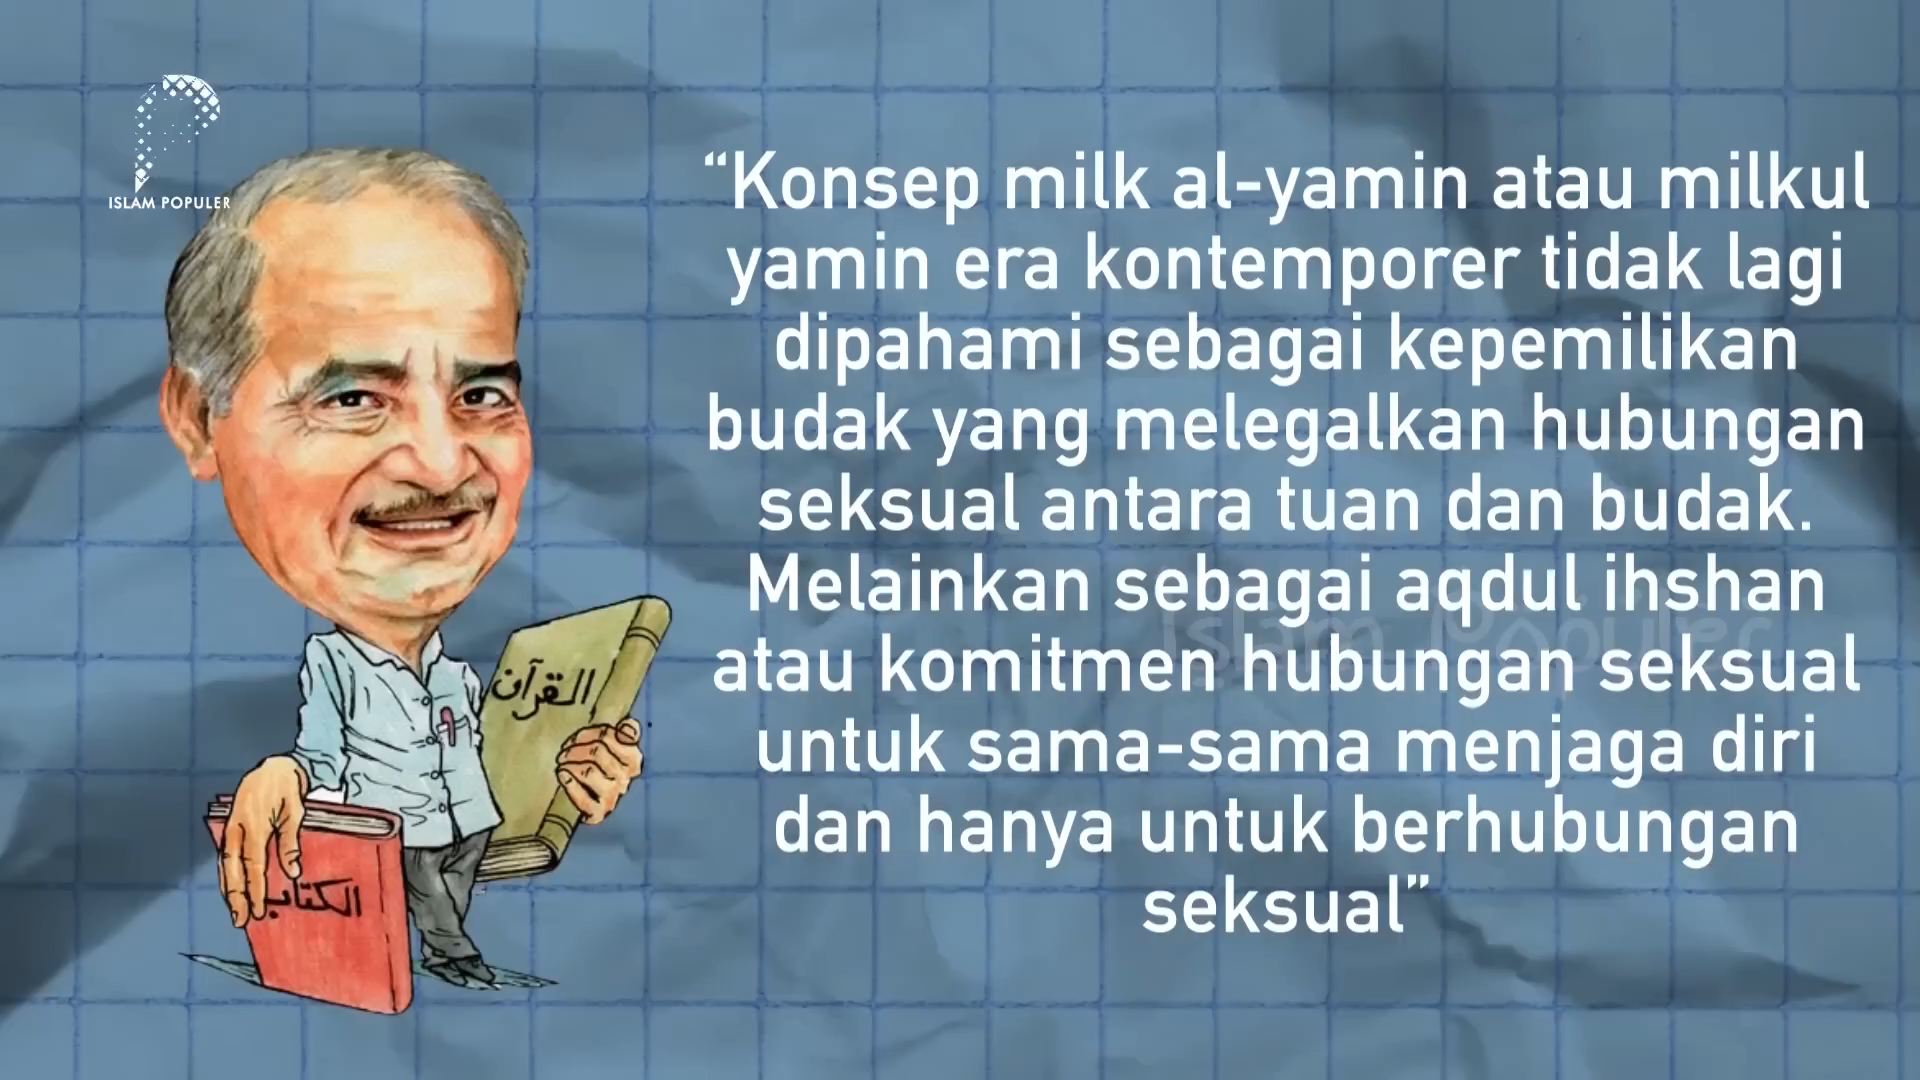 ISLAM POPULER
“Konsep milk al-yamin atau milkul
yamin era kontemporer tidak lagi
dipahami sebagai kepemilikan
budak yang melegalkan hubungan
seksual antara tuan dan budak.
Melainkan sebagai aqdul ihshan
atau komitmen hubungan seksual
untuk sama-sama menjaga diri
dan hanya untuk berhubungan
seksual”
Islam Populer
القرآن
الكتاب